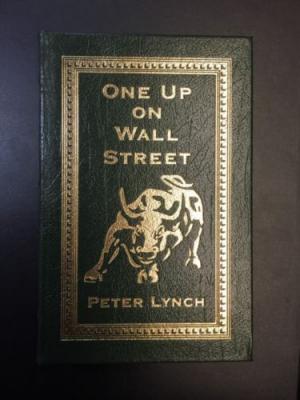 ONE UP
ON
WALL
STREET
PETER LYNCH